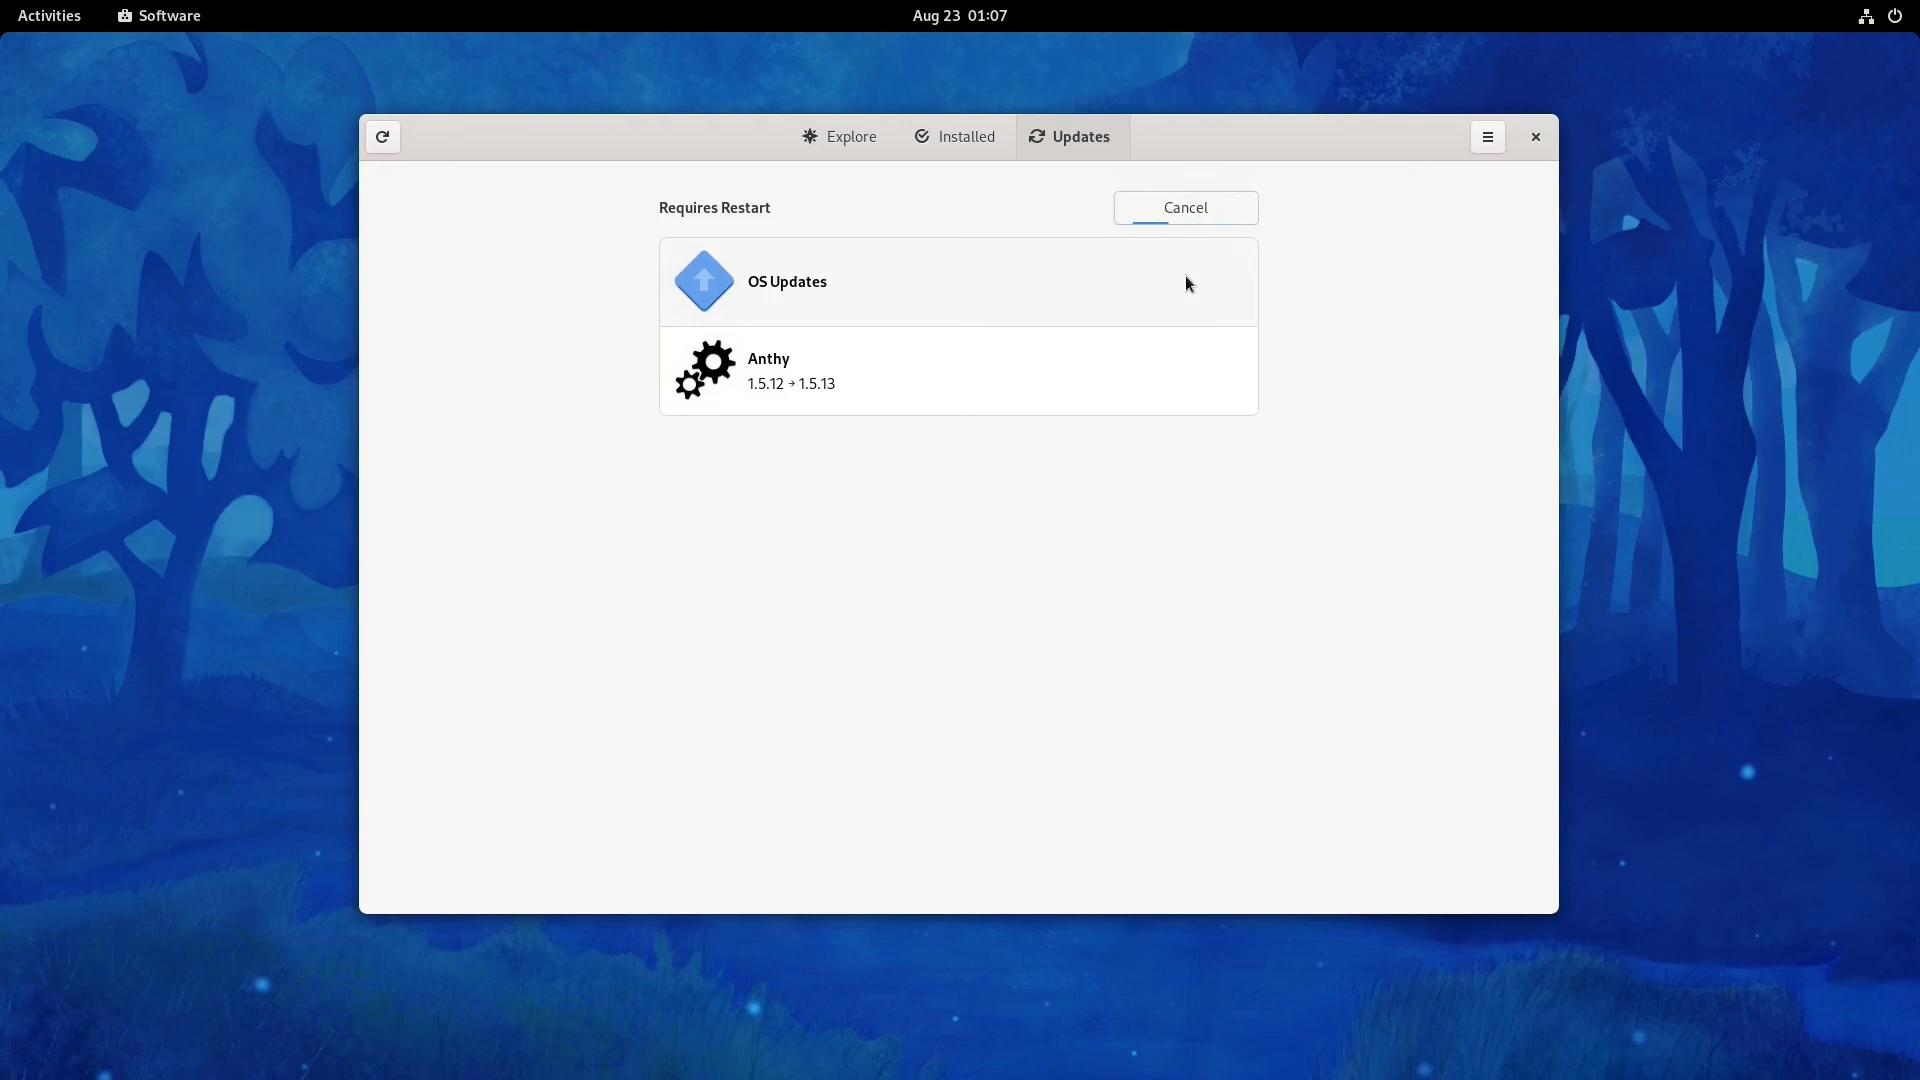 Activities
Software
Aug 23 01:07
Explore
Installed
Updates
Requires Restart
Cancel
OS Updates
Anthy
1.5.12 → 1.5.13